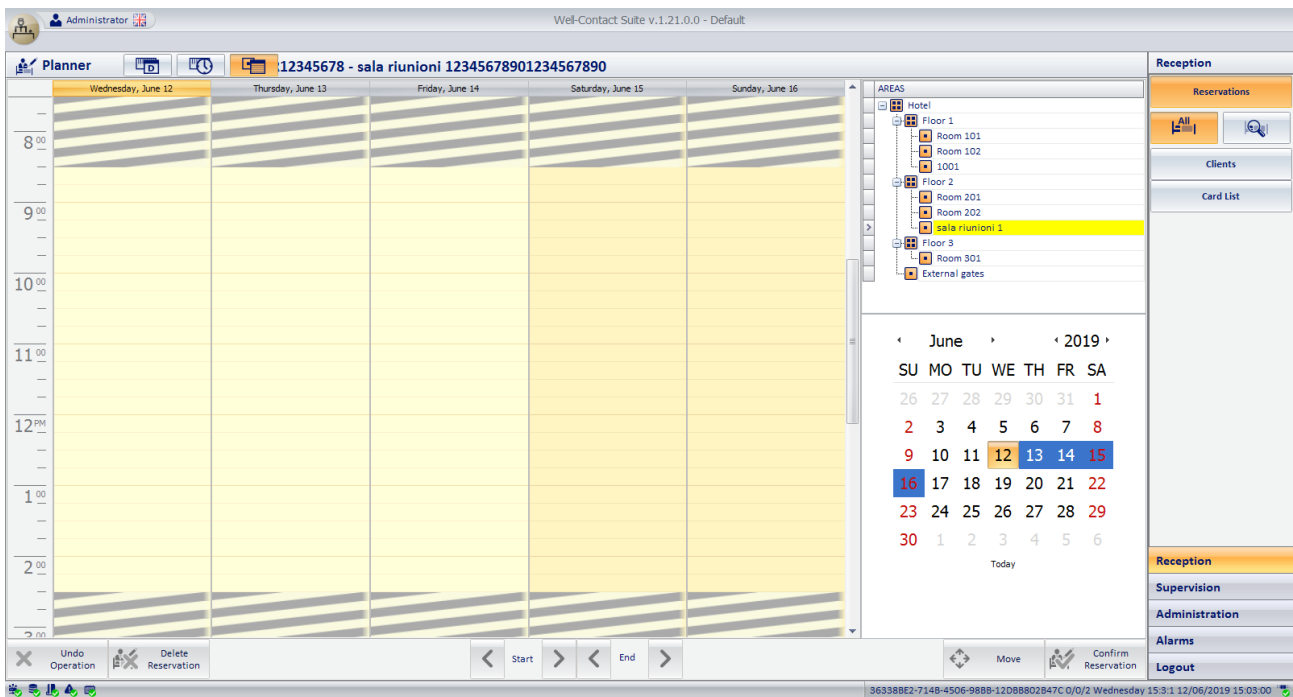 Administrator
Well-Contact Suite v.1.21.0.0 - Default
Planner
D
12345678 - sala riunioni 12345678901234567890
Reception
Wednesday, June 12
Thursday, June 13
Friday, June 14
Saturday, June 15
Sunday, June 16
8 00
9 00
10 00
11 00
12 PM
1 00
2 00
AREAS
Hotel
Floor 1
Room 101
Room 102
1001
Floor 2
Room 201
Room 202
sala riunioni 1
Floor 3
Room 301
External gates
June 2019
SU MO TU WE TH FR SA
26 27 28 29 30 31 1
2 3 4 5 6 7 8
9 10 11 12 13 14 15
16 17 18 19 20 21 22
23 24 25 26 27 28 29
30 1 2 3 4 5 6
Today
Reservations
All
Clients
Card List
Reception
Supervision
Administration
Alarms
Logout
Undo
Operation
Delete
Reservation
Start
End
Move
Confirm
Reservation
36338BE2-714B-4506-988B-12DBB802B47C 0/0/2 Wednesday 15:3:1 12/06/2019 15:03:00